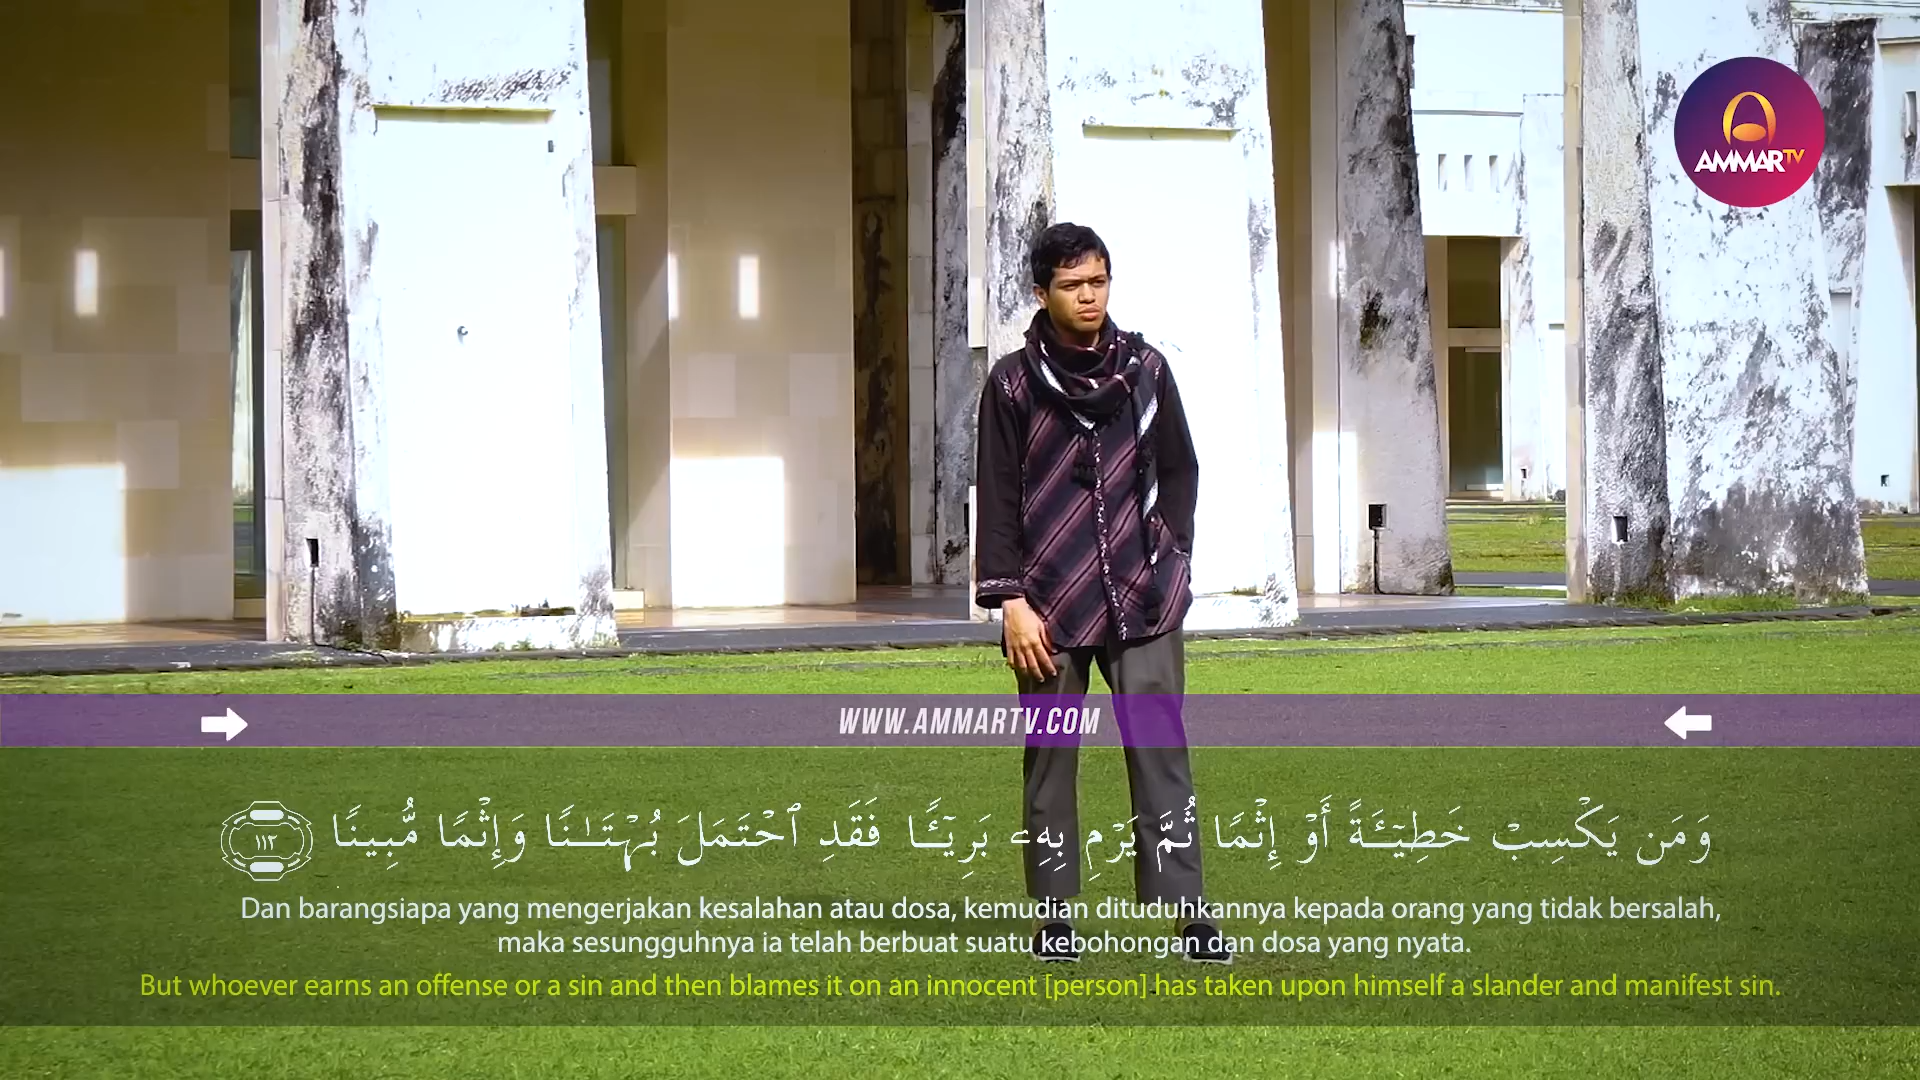 AMMARTV
WWW.AMMARTV.COM
وَمَن يَكْسِبْ خَطِيٓـَٔةً أَوْ إِثْمًا ثُمَّ يَرْمِ بِهِۦ بَرِيٓـًٔا فَقَدِ ٱحْتَمَلَ بُهْتَـٰنًا وَإِثْمًا مُّبِينًا ١١٢
Dan barangsiapa yang mengerjakan kesalahan atau dosa, kemudian dituduhkannya kepada orang yang tidak bersalah,
maka sesungguhnya ia telah berbuat suatu kebohongan dan dosa yang nyata.
But whoever earns an offense or a sin and then blames it on an innocent [person] has taken upon himself a slander and manifest sin.